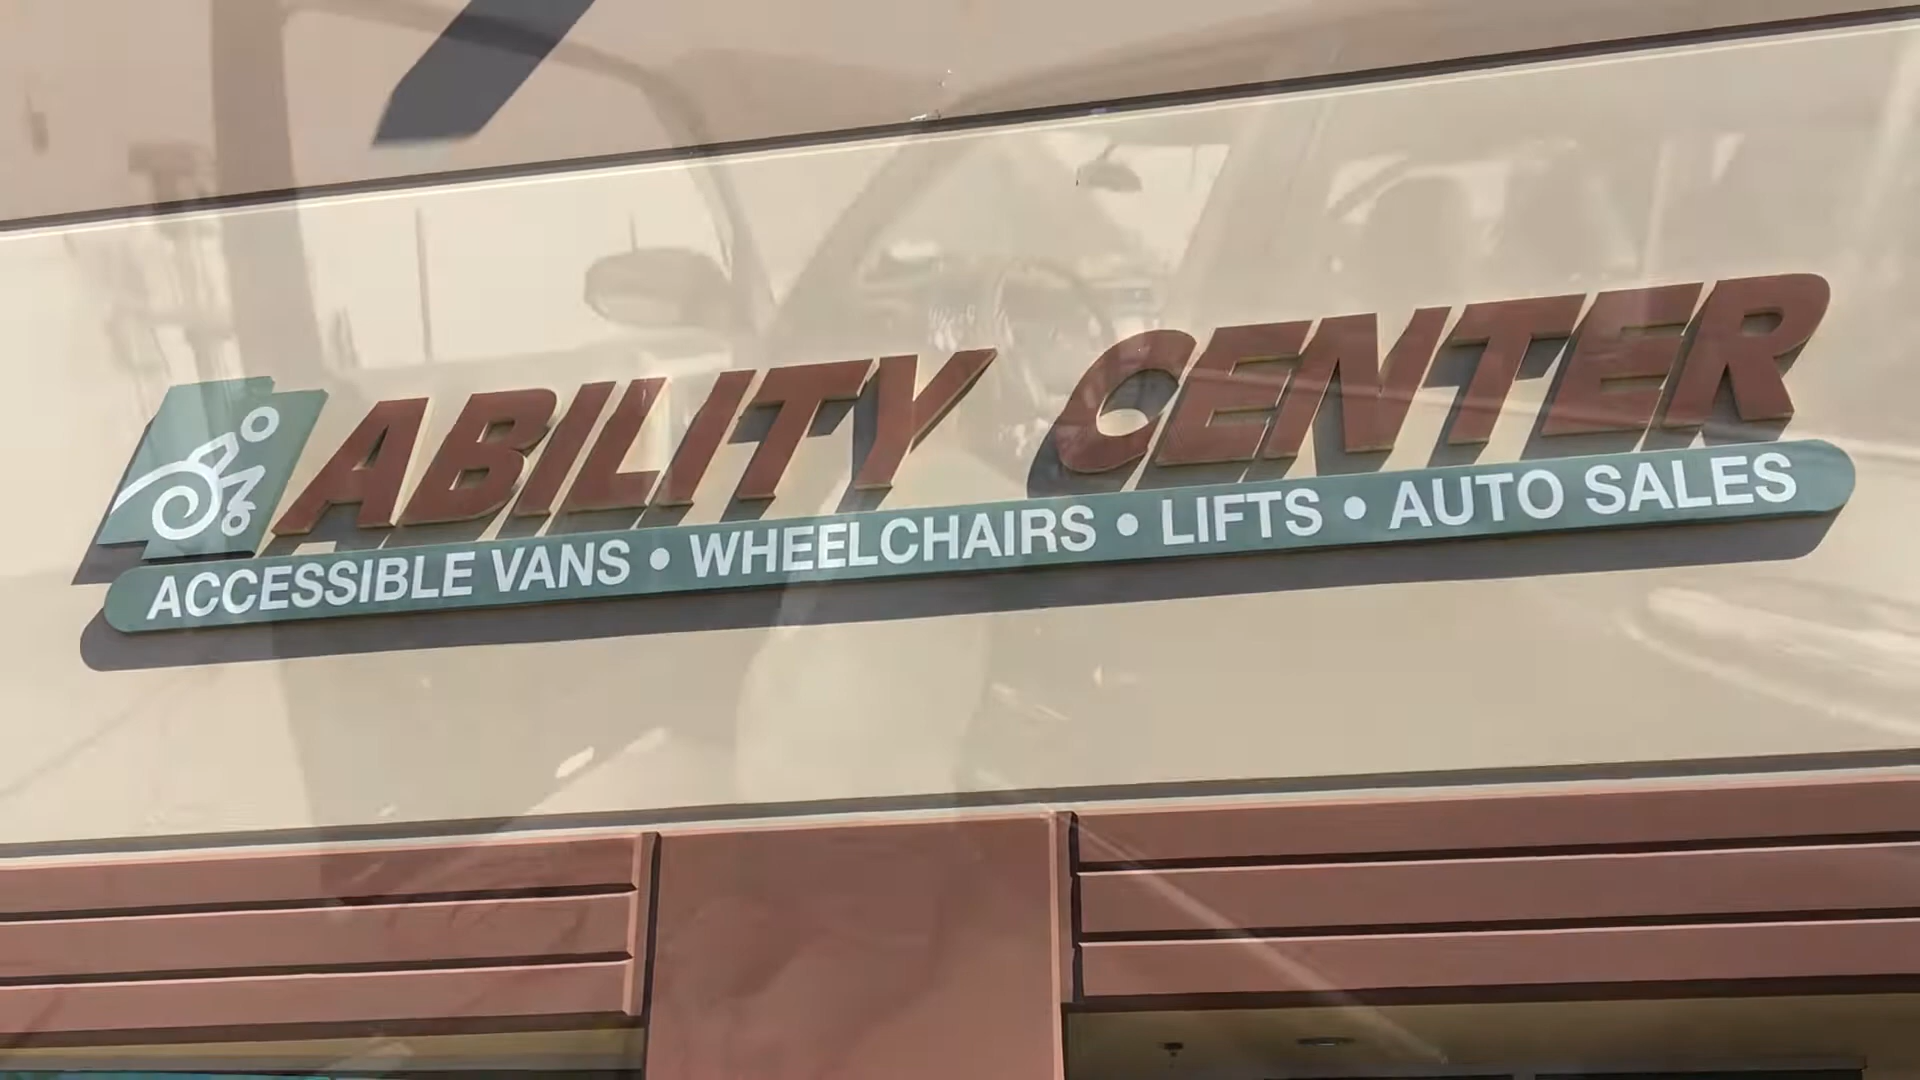 ABILITY CENTER
ACCESSIBLE VANS • WHEELCHAIRS • LIFTS • AUTO SALES